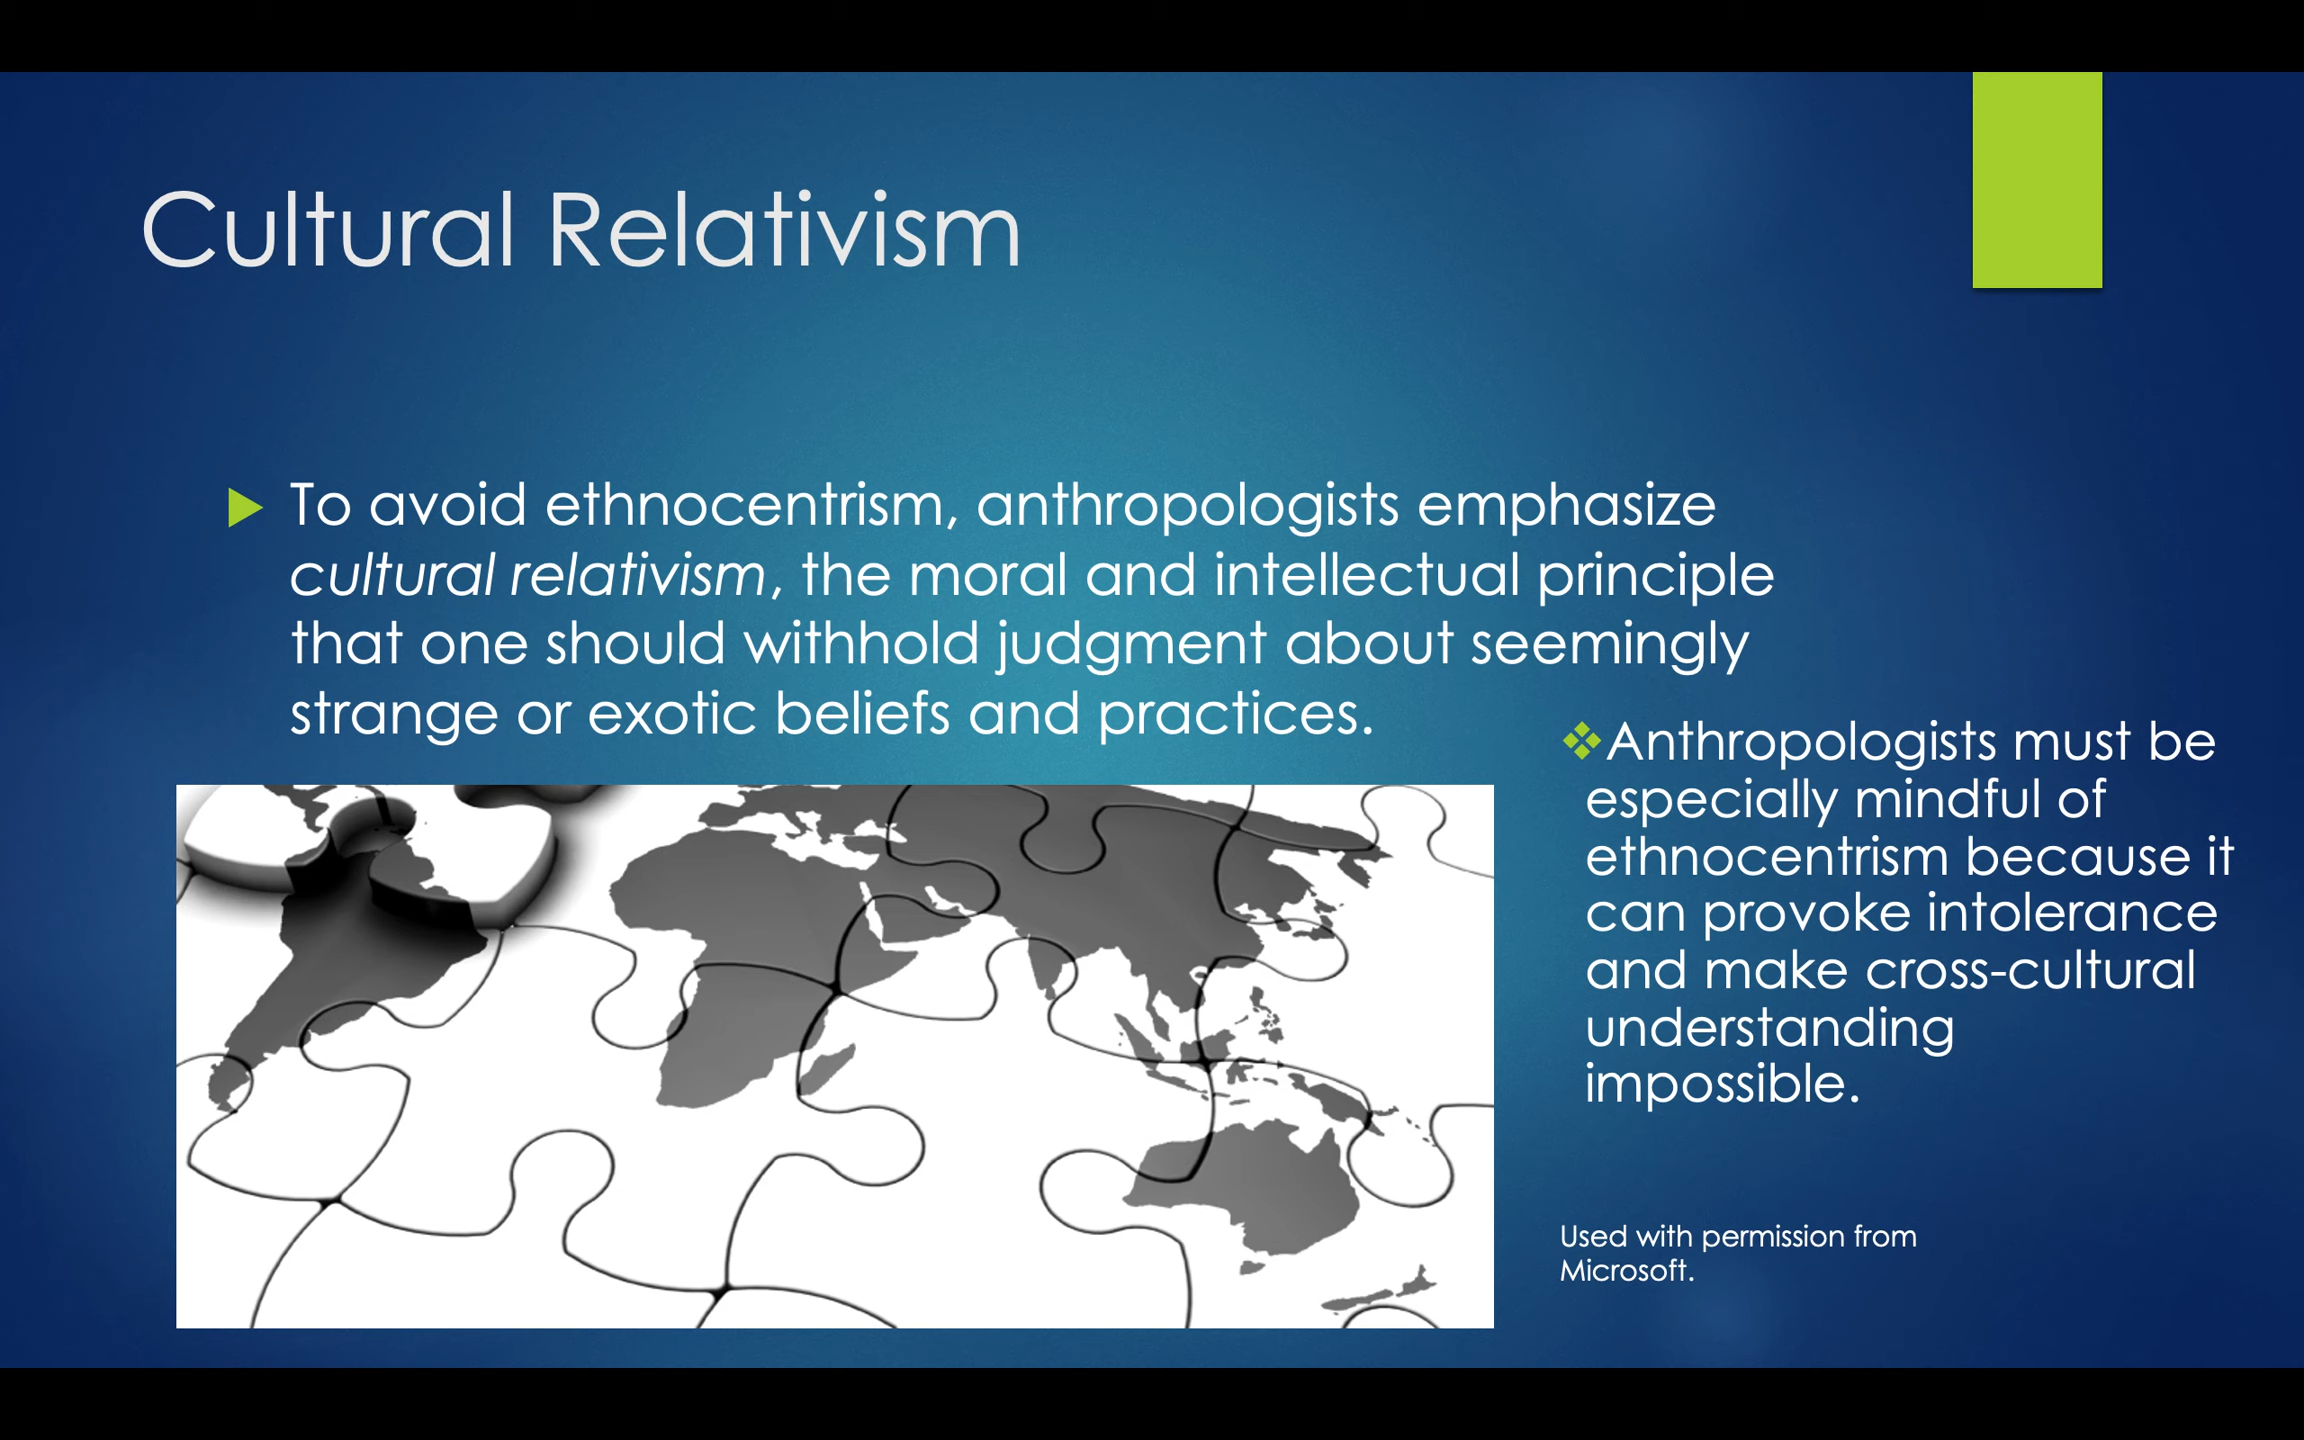 Cultural Relativism
To avoid ethnocentrism, anthropologists emphasize
cultural relativism, the moral and intellectual principle
that one should withhold judgment about seemingly
strange or exotic beliefs and practices.
Anthropologists must be
especially mindful of
ethnocentrism because it
can provoke intolerance
and make cross-cultural
understanding
impossible.
Used with permission from
Microsoft.